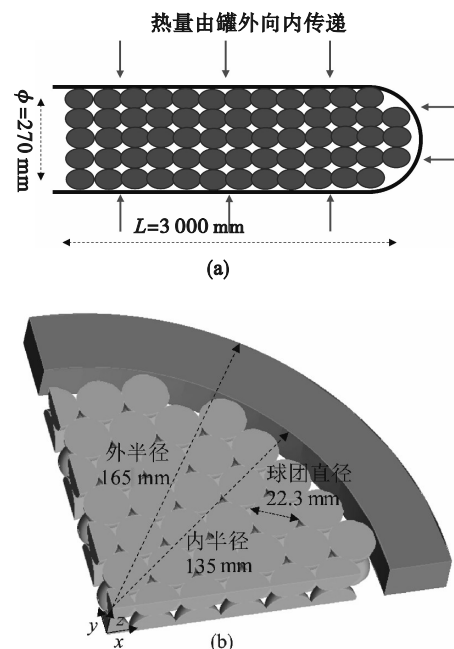 热量由罐外向内传递
ϕ=270 mm
L=3 000 mm
(a)
外半径
165 mm
球团直径
22.3 mm
内半径
135 mm
y
z
x
(b)